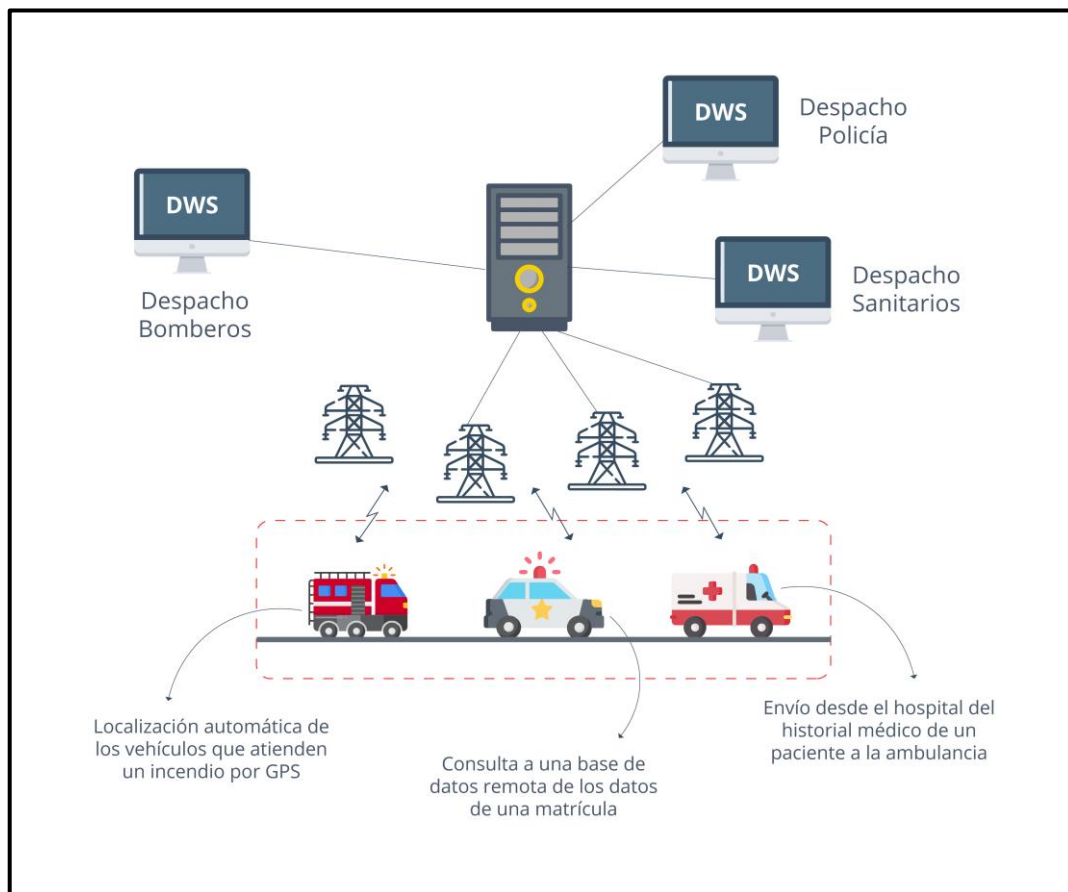 DWS
Despacho
Policía
DWS
Despacho
Bomberos
DWS
Despacho
Sanitarios
Localización automática de
los vehículos que atienden
un incendio por GPS
Consulta a una base de
datos remota de los datos
de una matrícula
Envío desde el hospital del
historial médico de un
paciente a la ambulancia